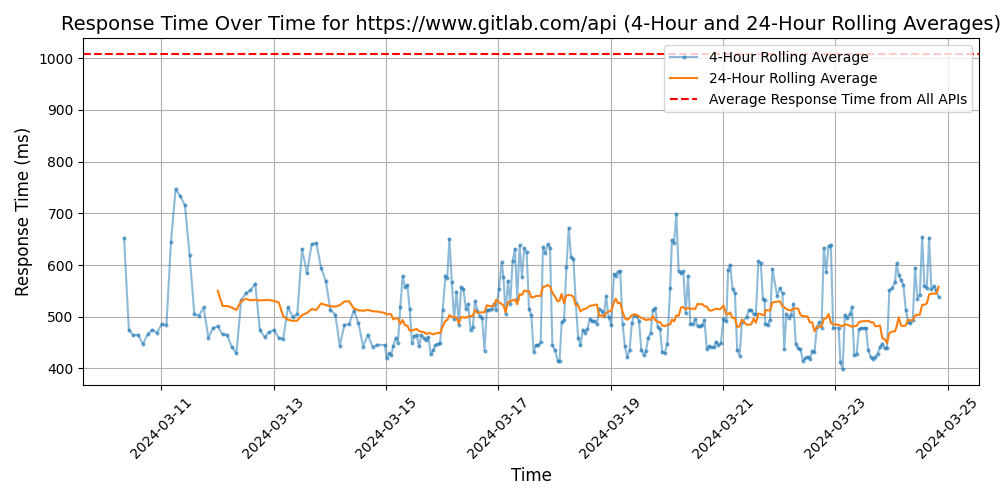 Response Time Over Time for https://www.gitlab.com/api (4-Hour and 24-Hour Rolling Averages)
4-Hour Rolling Average
24-Hour Rolling Average
Average Response Time from All APIs
Response Time (ms)
1000
900
800
700
600
500
400
2024-03-11
2024-03-13
2024-03-15
2024-03-17
2024-03-19
2024-03-21
2024-03-23
2024-03-25
Time